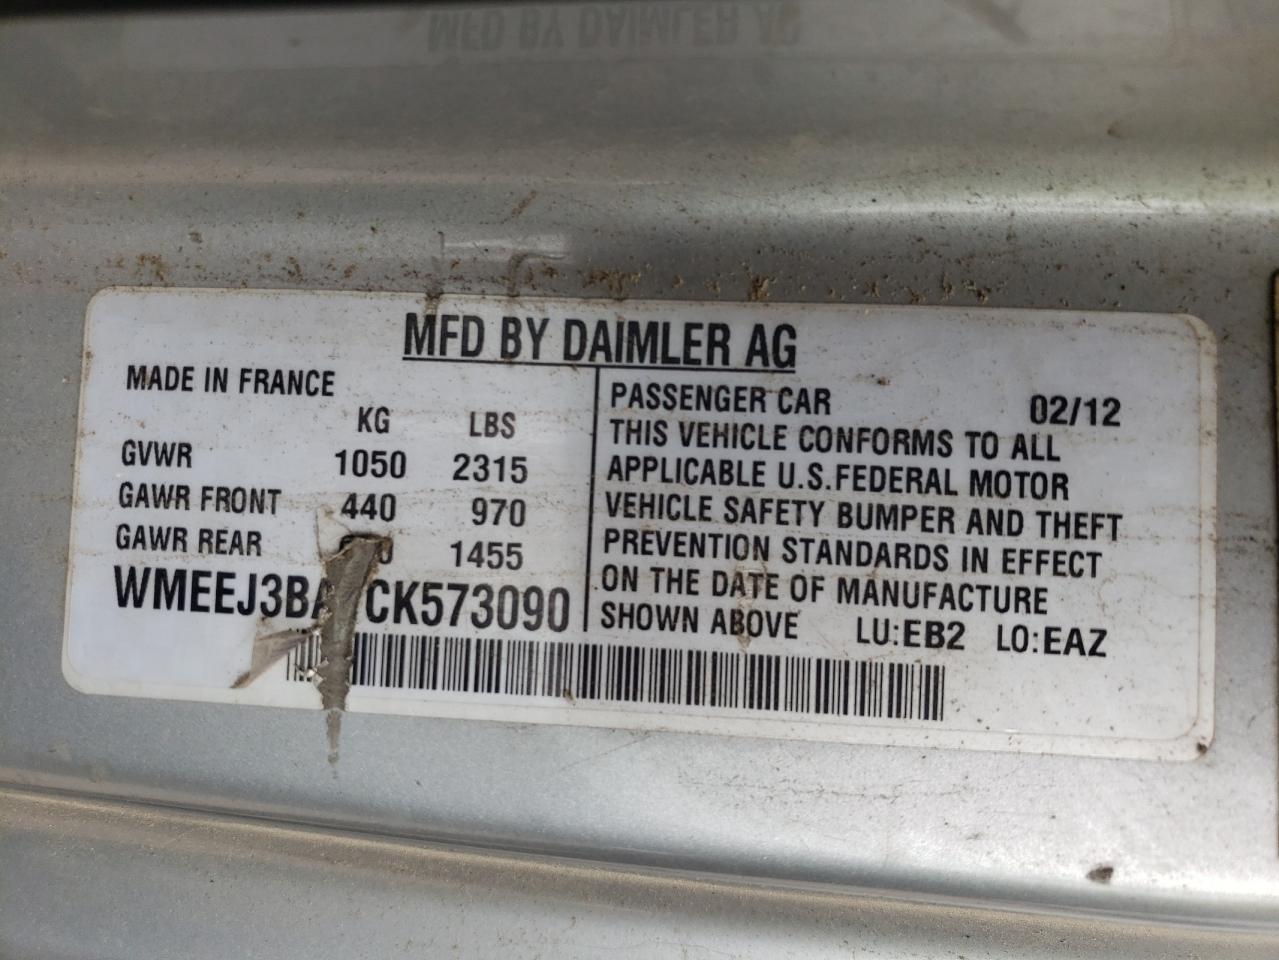 MFD BY DAIMLER AG
MADE IN FRANCE
KG LBS
GVWR 1050 2315
GAWR FRONT 440 970
GAWR REAR 1455
PASSENGER CAR 02/12
THIS VEHICLE CONFORMS TO ALL
APPLICABLE U.S.FEDERAL MOTOR
VEHICLE SAFETY BUMPER AND THEFT
PREVENTION STANDARDS IN EFFECT
ON THE DATE OF MANUFACTURE
SHOWN ABOVE LU:EB2 LO:EAZ